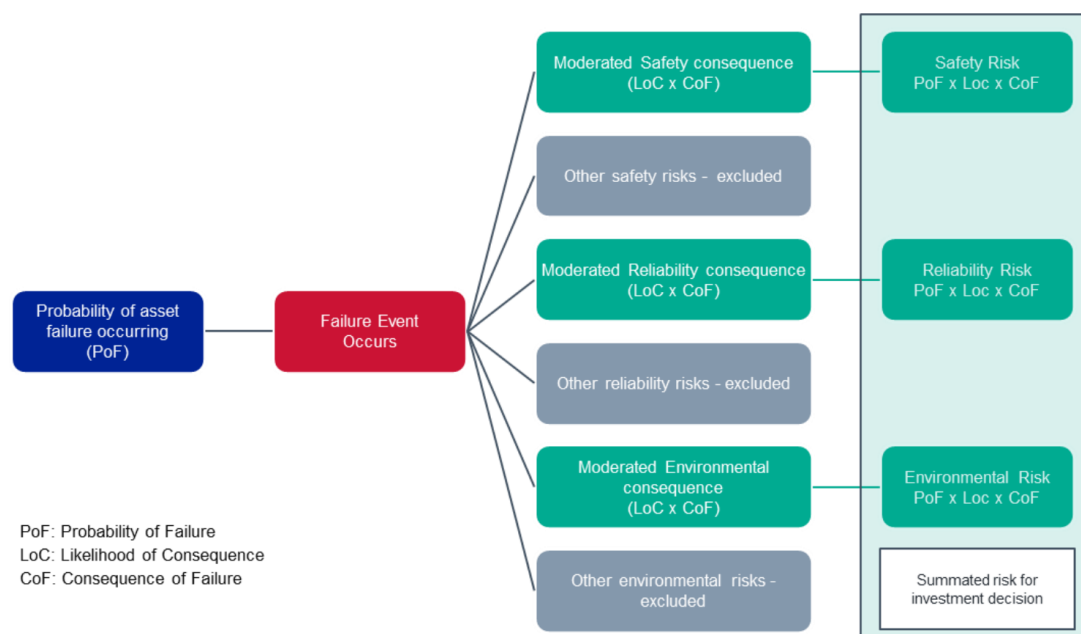 Probability of asset
failure occurring
(PoF)
Failure Event
Occurs
Moderated Safety consequence
(LoC x CoF)
Other safety risks - excluded
Moderated Reliability consequence
(LoC x CoF)
Other reliability risks - excluded
Moderated Environmental
consequence
(LoC x CoF)
Other environmental risks -
excluded
Safety Risk
PoF x Loc x CoF
Reliability Risk
PoF x Loc x CoF
Environmental Risk
PoF x Loc x CoF
Summated risk for
investment decision
PoF: Probability of Failure
LoC: Likelihood of Consequence
CoF: Consequence of Failure